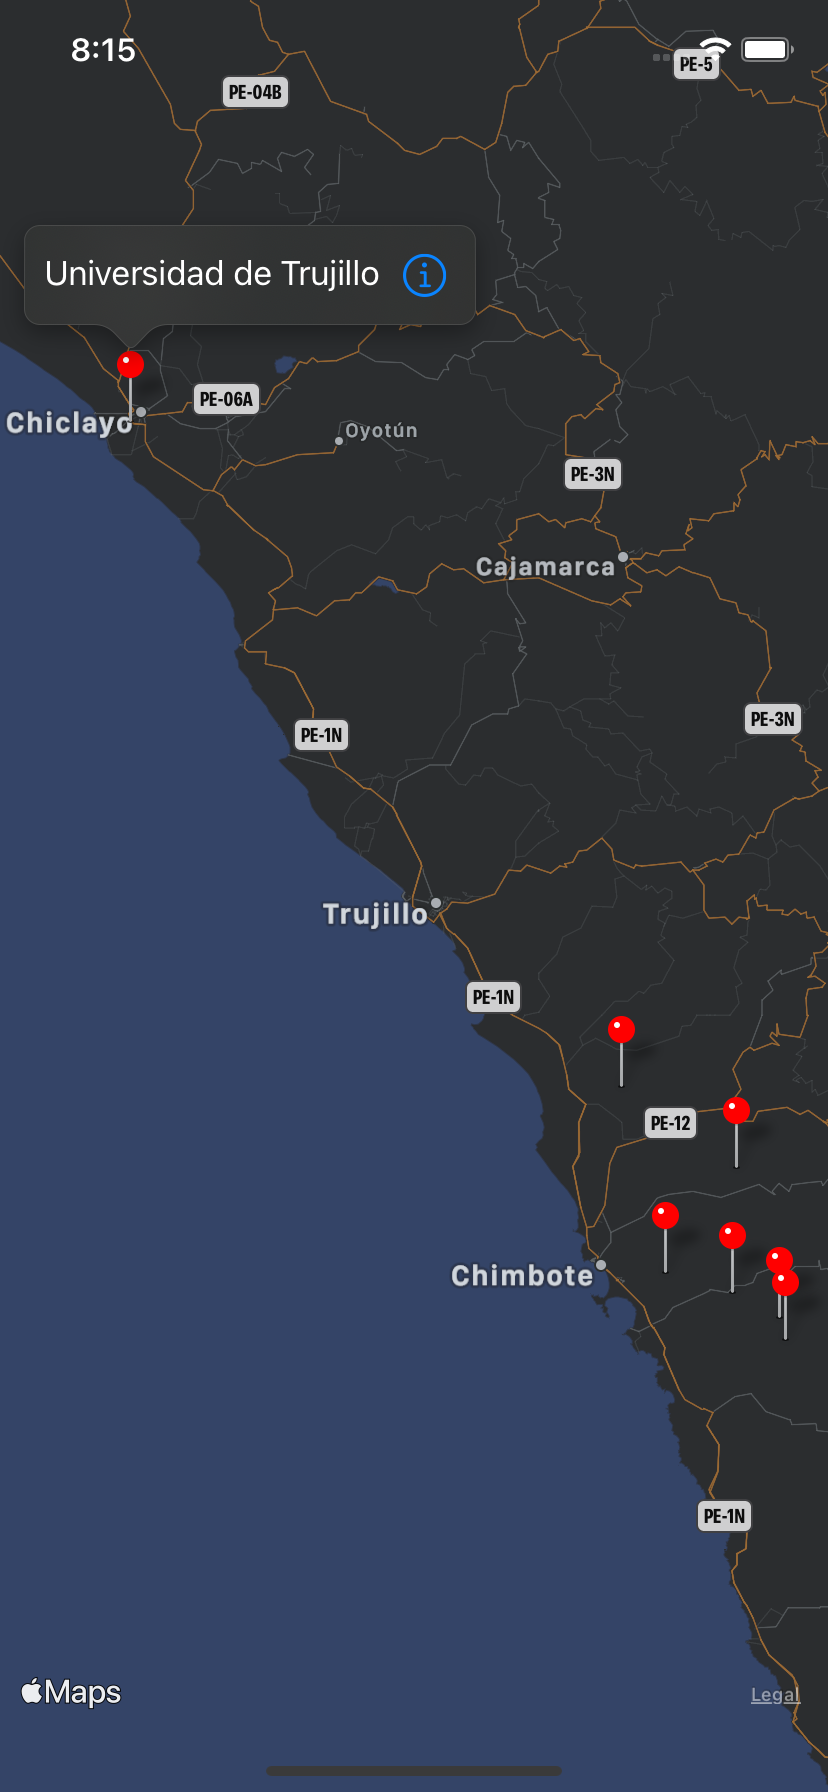 8:15
PE-5
PE-04B
Universidad de Trujillo
PE-06A
Chiclayo
Oyotún
PE-3N
Cajamarca
PE-3N
PE-1N
Trujillo
PE-1N
PE-12
Chimbote
PE-1N
Maps
Legal